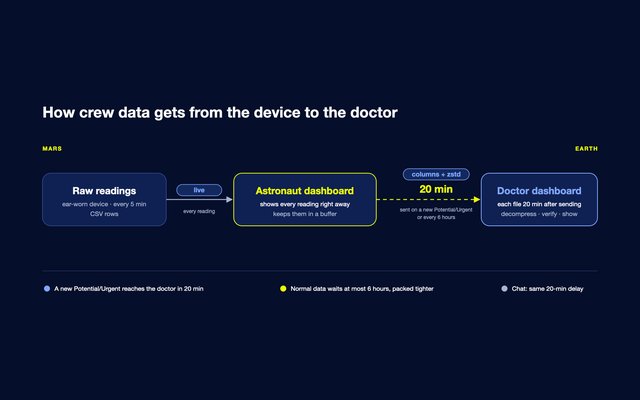 How crew data gets from the device to the doctor
MARS
EARTH
Raw readings
ear-worn device · every 5 min
CSV rows
live
every reading
Astronaut dashboard
shows every reading right away
keeps them in a buffer
columns + zstd
20 min
sent on a new Potential/Urgent
or every 6 hours
Doctor dashboard
each file 20 min after sending
decompress · verify · show
A new Potential/Urgent reaches the doctor in 20 min
Normal data waits at most 6 hours, packed tighter
Chat: same 20-min delay